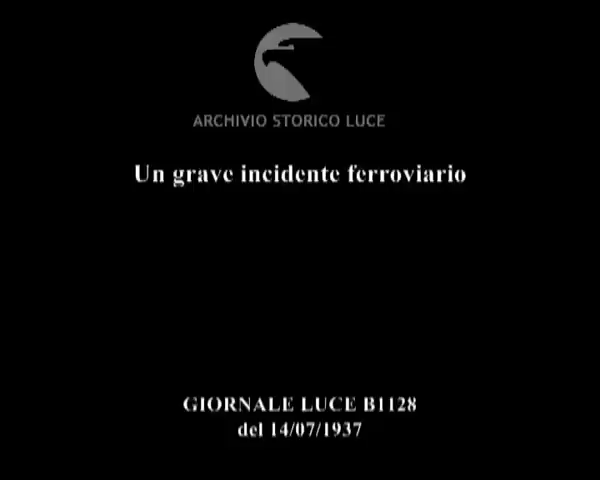 ARCHIVIO STORICO LUCE
Un grave incidente ferroviario
GIORNALE LUCE B1128
del 14/07/1937